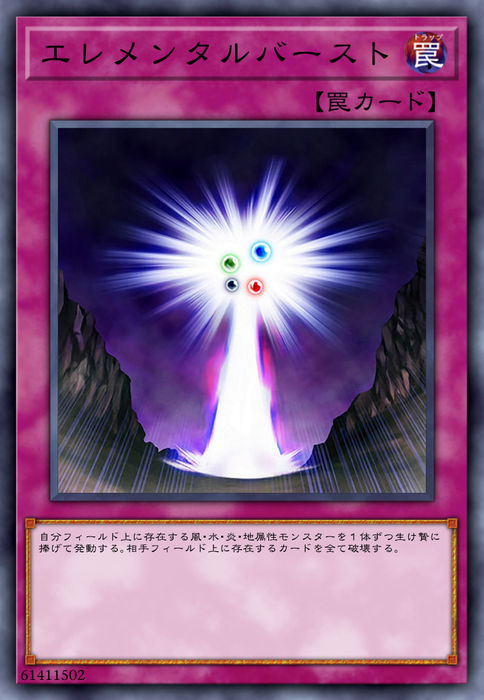 エレメンタルバースト
トラップ
罠
【罠カード】
自分フィールド上に存在する風・水・炎・地属性モンスターを１体ずつ生け贄に
捧げて発動する。相手フィールド上に存在するカードを全て破壊する。
61411502